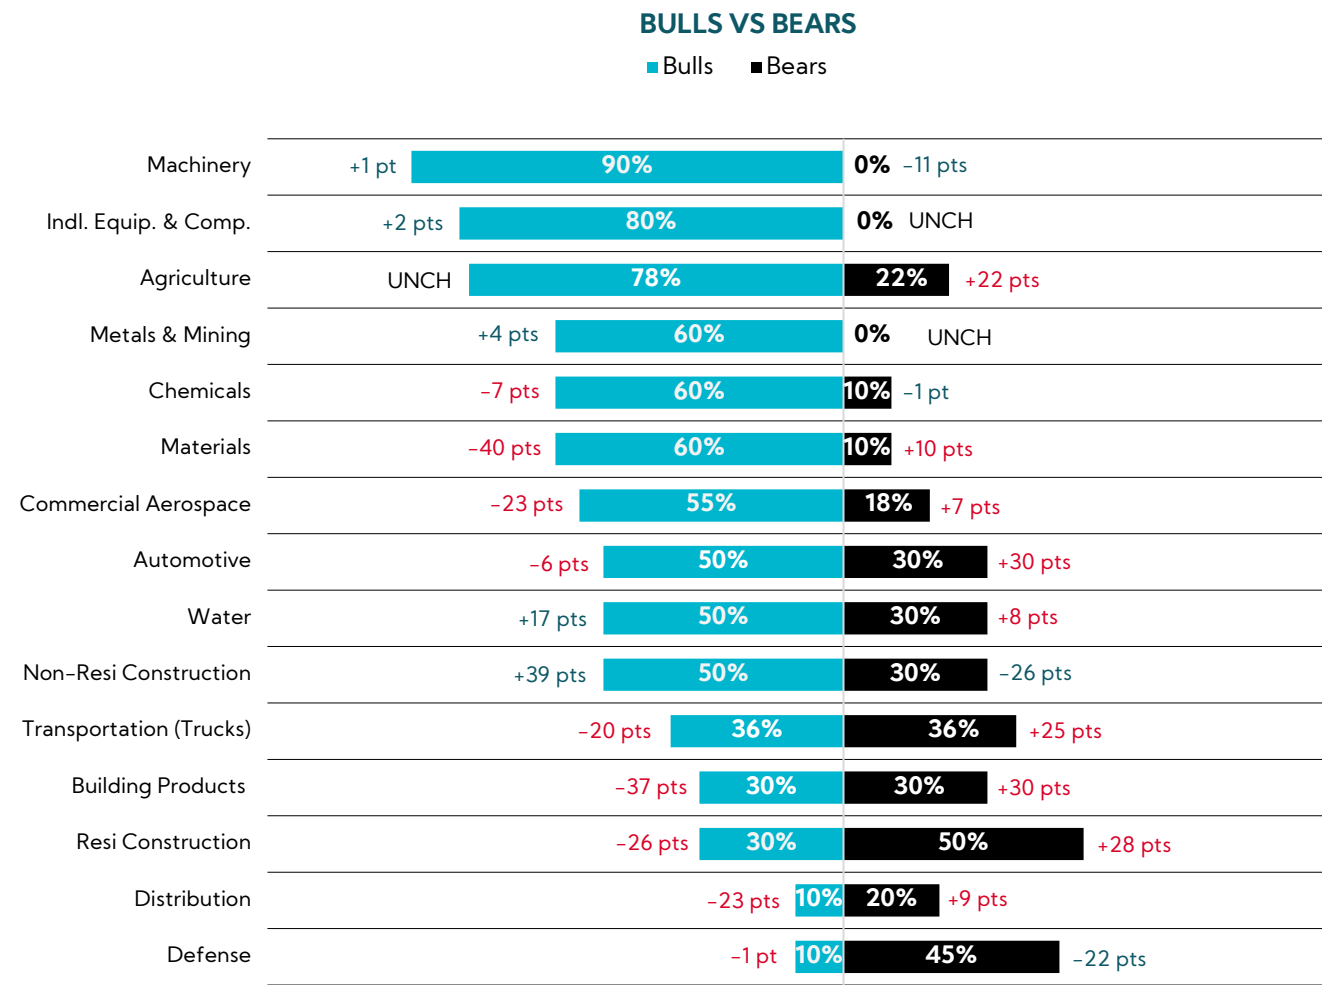 BULLS VS BEARS
Bulls Bears
Machinery +1 pt 90% 0% -11 pts
Indl. Equip. & Comp. +2 pts 80% 0% UNCH
Agriculture UNCH 78% 22% +22 pts
Metals & Mining +4 pts 60% 0% UNCH
Chemicals -7 pts 60% 10% -1 pt
Materials -40 pts 60% 10% +10 pts
Commercial Aerospace -23 pts 55% 18% +7 pts
Automotive -6 pts 50% 30% +30 pts
Water +17 pts 50% 30% +8 pts
Non-Resi Construction +39 pts 50% 30% -26 pts
Transportation (Trucks) -20 pts 36% 36% +25 pts
Building Products -37 pts 30% 30% +30 pts
Resi Construction -26 pts 30% 50% +28 pts
Distribution -23 pts 10% 20% +9 pts
Defense -1 pt 10% 45% -22 pts